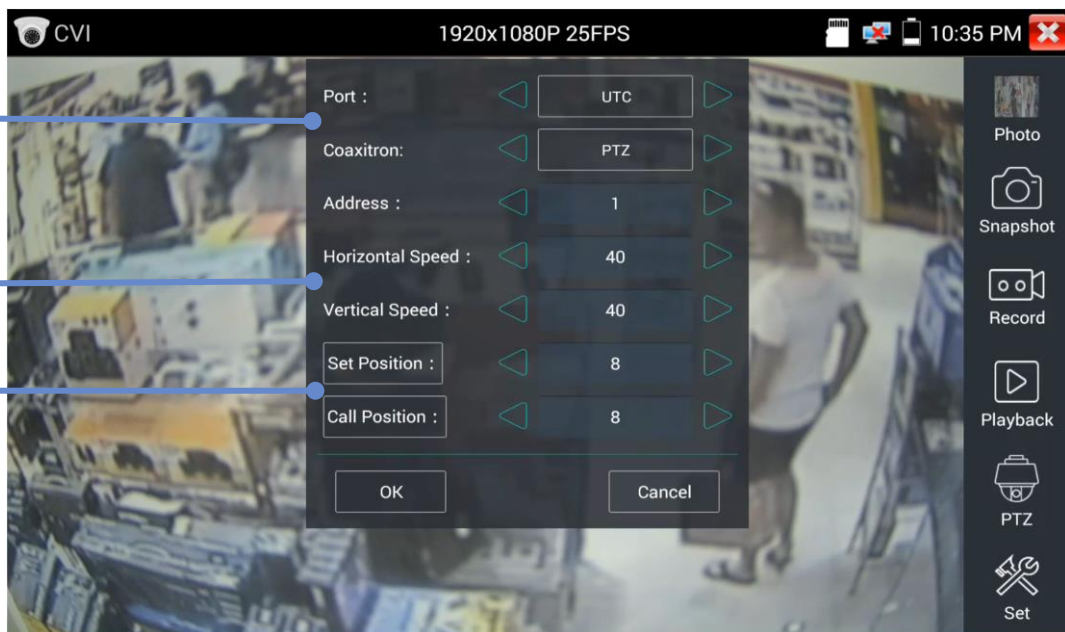 CVI 1920x1080P 25FPS 10:35 PM
Port : UTC
Coaxitron: PTZ
Address : 1
Horizontal Speed : 40
Vertical Speed : 40
Set Position : 8
Call Position : 8
OK Cancel
Photo
Snapshot
Record
Playback
PTZ
Set